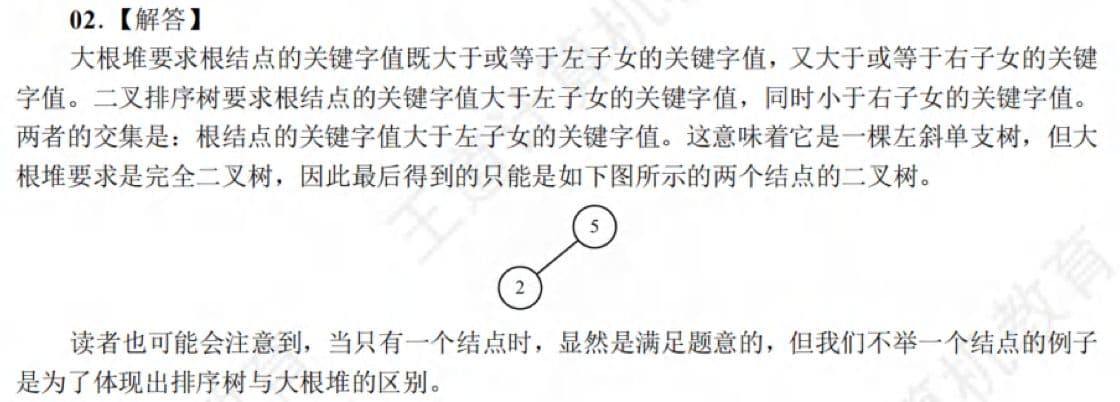 02.【解答】
大根堆要求根结点的关键字值既大于或等于左子女的关键字值，又大于或等于右子女的关键
字值。二叉排序树要求根结点的关键字值大于左子女的关键字值，同时小于右子女的关键字值。
两者的交集是：根结点的关键字值大于左子女的关键字值。这意味着它是一棵左斜单支树，但大
根堆要求是完全二叉树，因此最后得到的只能是如下图所示的两个结点的二叉树。
5
2
读者也可能会注意到，当只有一个结点时，显然是满足题意的，但我们不举一个结点的例子
是为了体现出排序树与大根堆的区别。